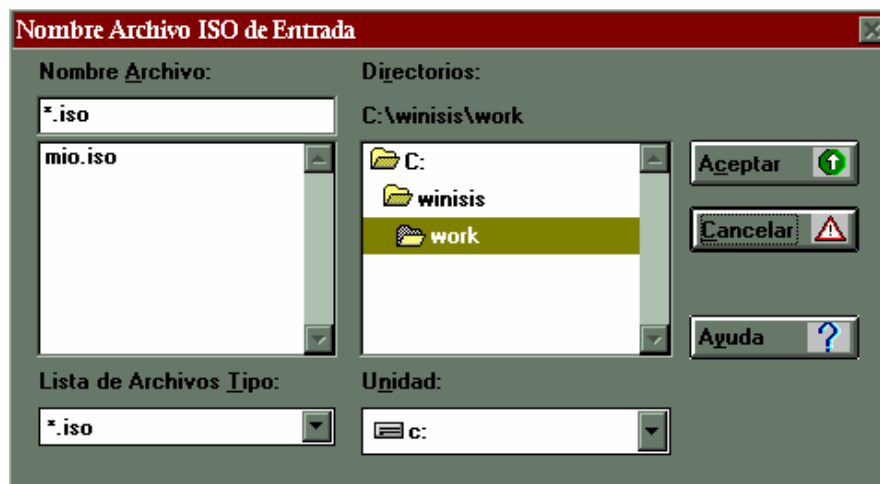 Nombre Archivo ISO de Entrada
Nombre Archivo:
*.iso
mio.iso
Lista de Archivos Tipo:
*.iso
Directorios:
C:\winisis\work
C:
winisis
work
Unidad:
c:
Aceptar
Cancelar
Ayuda